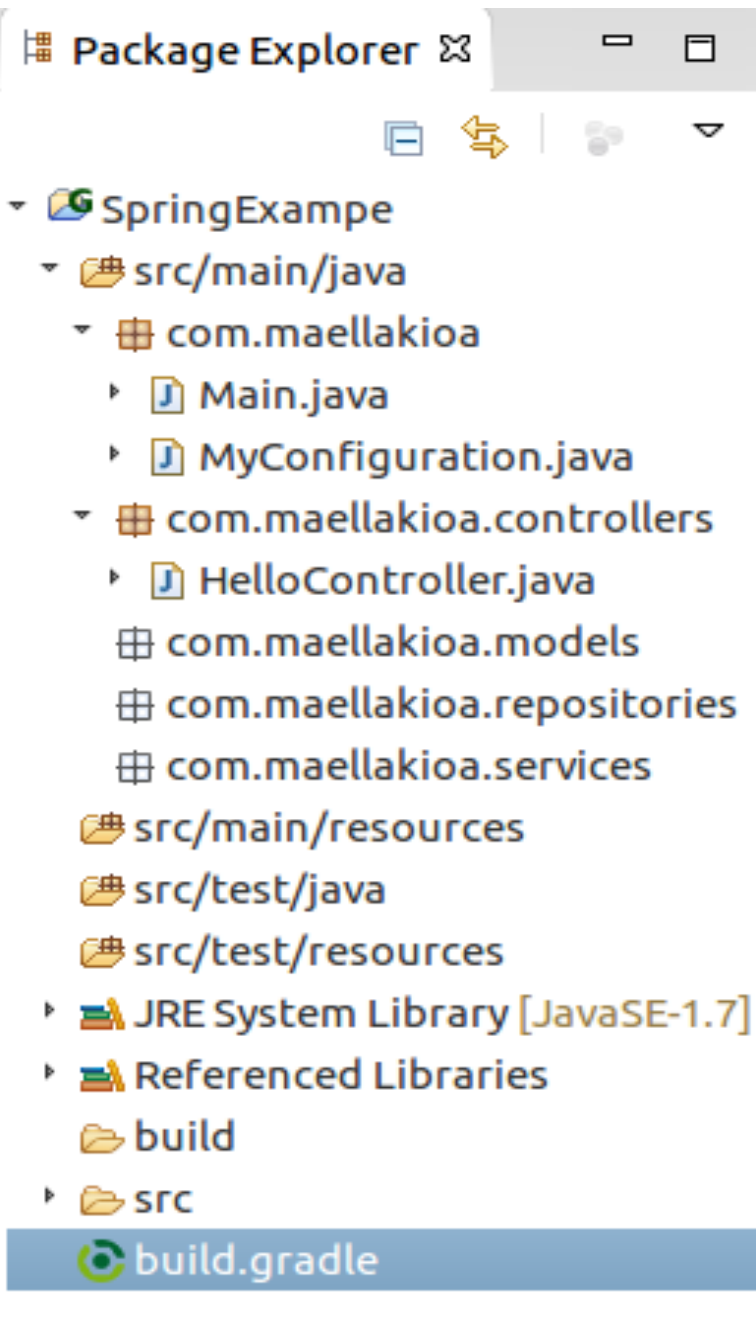 Package Explorer
SpringExampe
src/main/java
com.maellakioa
Main.java
MyConfiguration.java
com.maellakioa.controllers
HelloController.java
com.maellakioa.models
com.maellakioa.repositories
com.maellakioa.services
src/main/resources
src/test/java
src/test/resources
JRE System Library [JavaSE-1.7]
Referenced Libraries
build
src
build.gradle